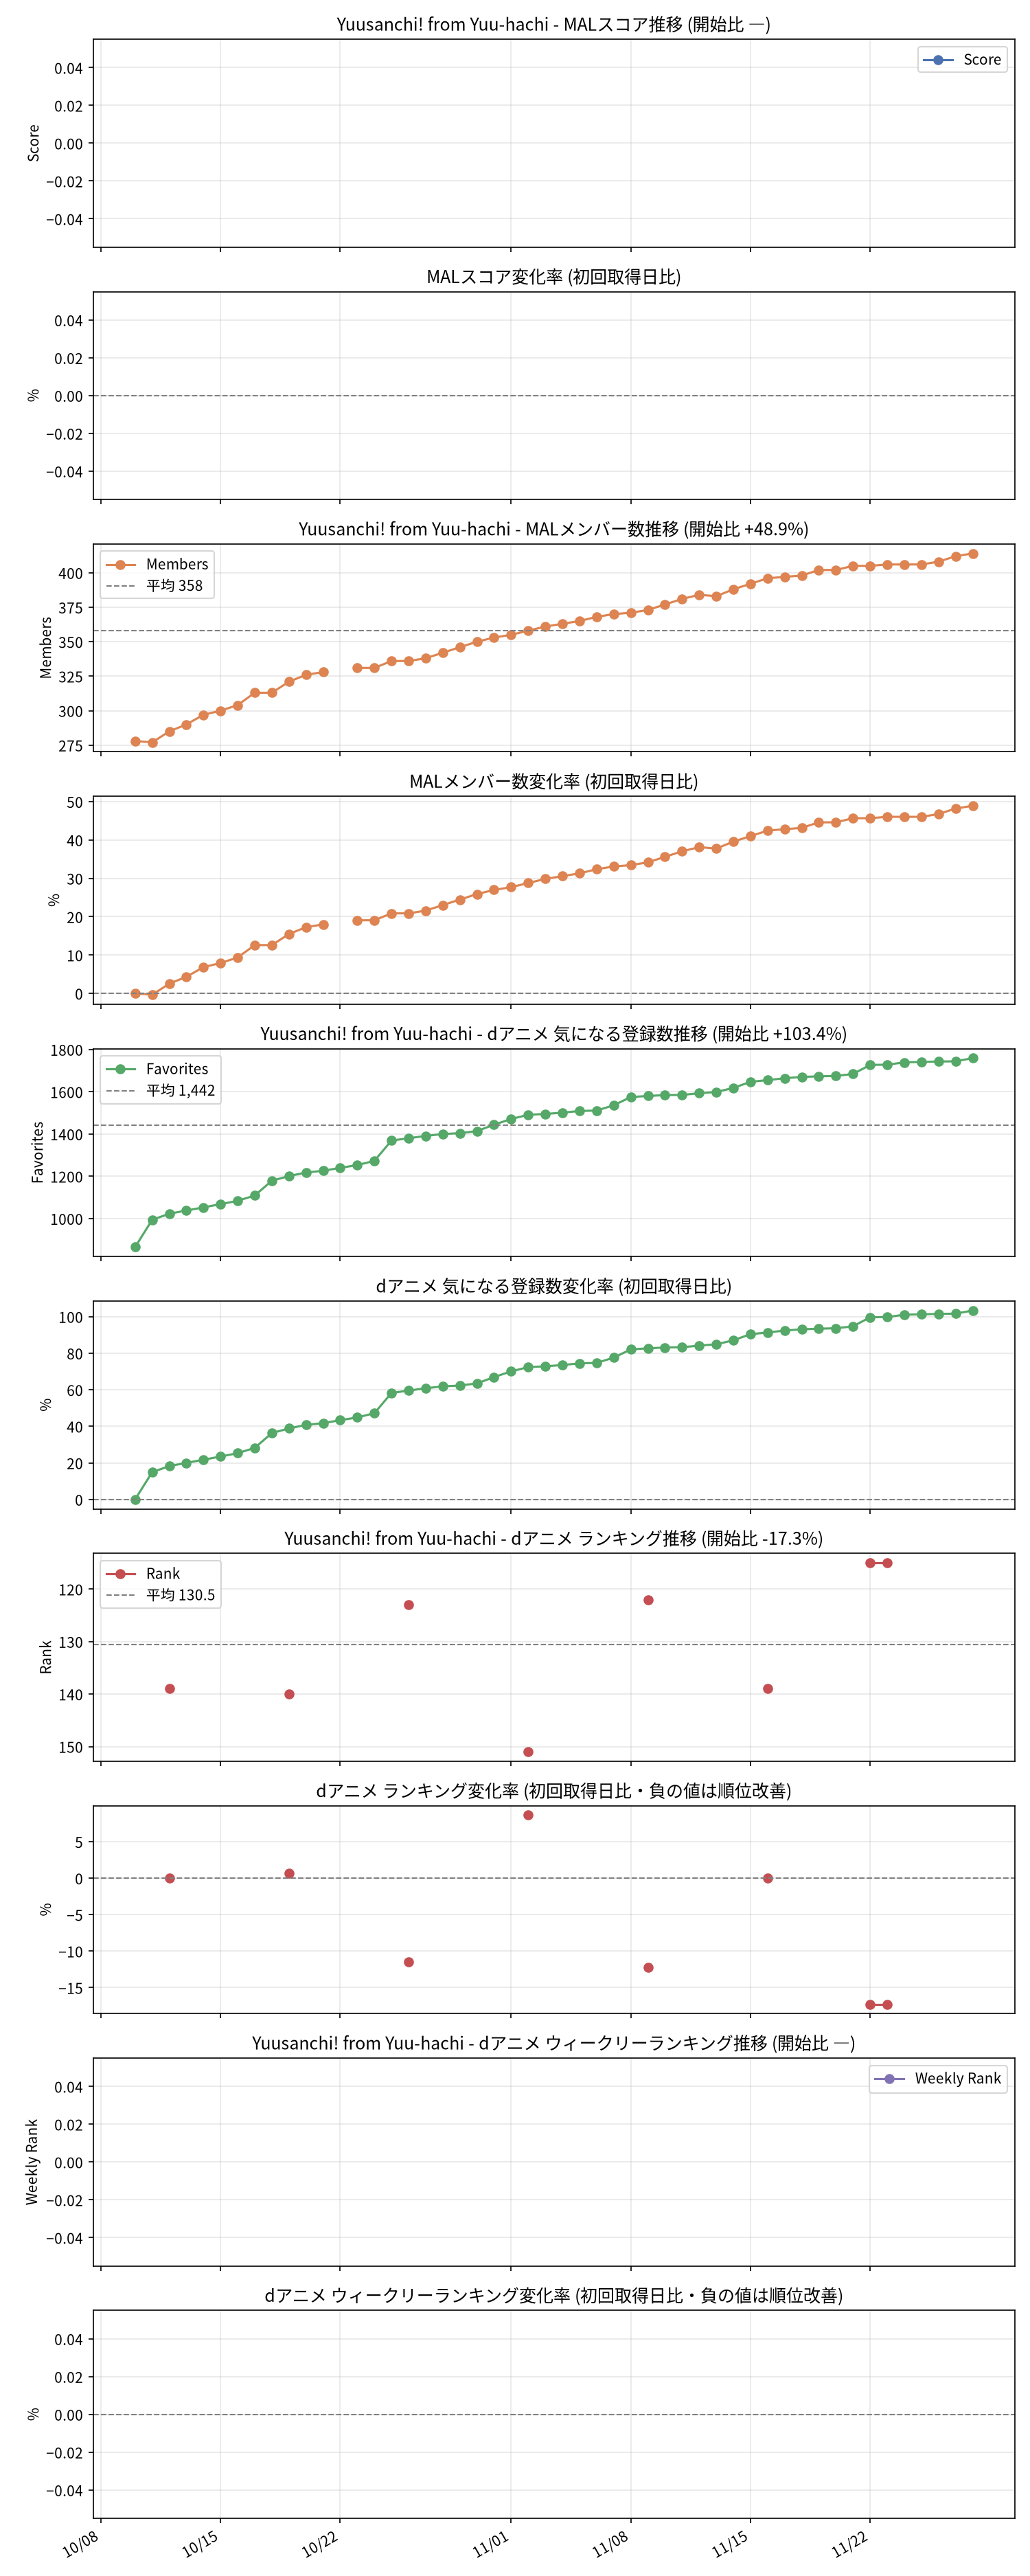 Yuusanchi! from Yuu-hachi - MALスコア推移 (開始比 ―)
Score
0.04
0.02
0.00
−0.02
−0.04
Score
MALスコア変化率 (初回取得日比)
0.04
0.02
0.00
−0.02
−0.04
%
Yuusanchi! from Yuu-hachi - MALメンバー数推移 (開始比 +48.9%)
Members
平均 358
400
375
350
325
300
275
Members
MALメンバー数変化率 (初回取得日比)
50
40
30
20
10
0
%
Yuusanchi! from Yuu-hachi - dアニメ 気になる登録数推移 (開始比 +103.4%)
Favorites
平均 1,442
1800
1600
1400
1200
1000
Favorites
dアニメ 気になる登録数変化率 (初回取得日比)
100
80
60
40
20
0
%
Yuusanchi! from Yuu-hachi - dアニメ ランキング推移 (開始比 -17.3%)
Rank
平均 130.5
120
130
140
150
Rank
dアニメ ランキング変化率 (初回取得日比・負の値は順位改善)
5
0
−5
−10
−15
%
Yuusanchi! from Yuu-hachi - dアニメ ウィークリーランキング推移 (開始比 ―)
Weekly Rank
0.04
0.02
0.00
−0.02
−0.04
Weekly Rank
dアニメ ウィークリーランキング変化率 (初回取得日比・負の値は順位改善)
0.04
0.02
0.00
−0.02
−0.04
%
10/08
10/15
10/22
11/01
11/08
11/15
11/22